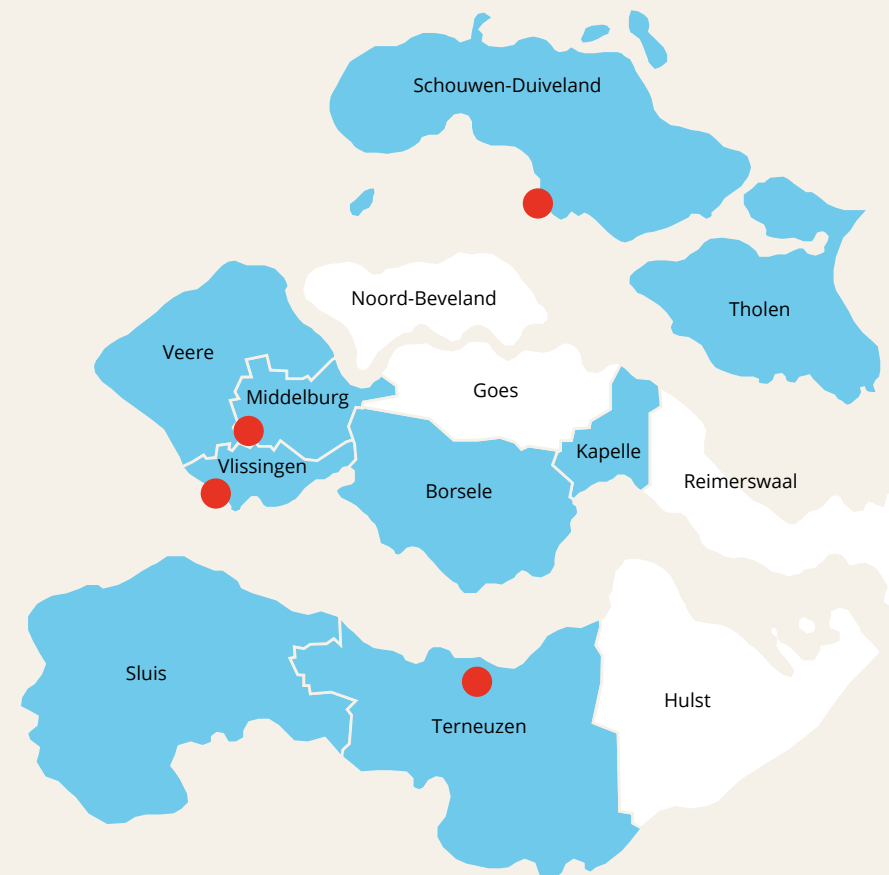 Schouwen-Duiveland
Noord-Beveland
Tholen
Veere
Goes
Middelburg
Kapelle
Vlissingen
Reimerswaal
Borsele
Sluis
Hulst
Terneuzen